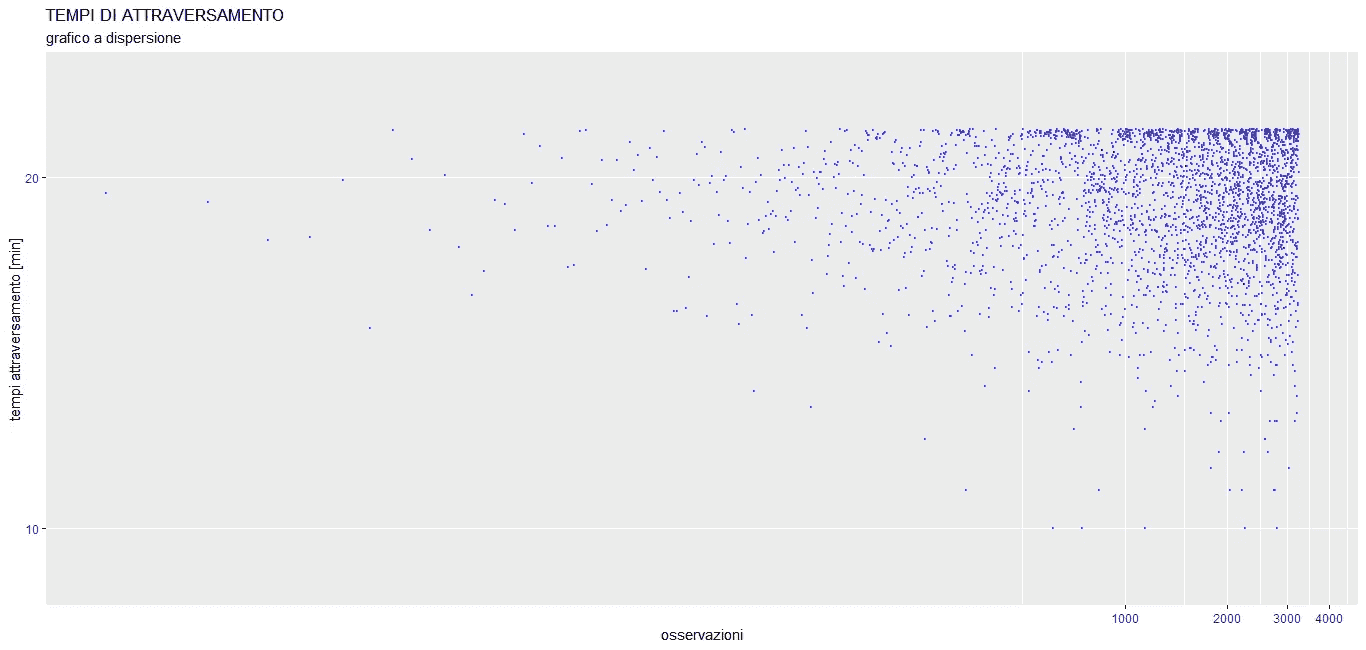 TEMPI DI ATTRAVERSAMENTO
grafico a dispersione
tempi attraversamento [min]
20
10
1000 2000 3000 4000
osservazioni